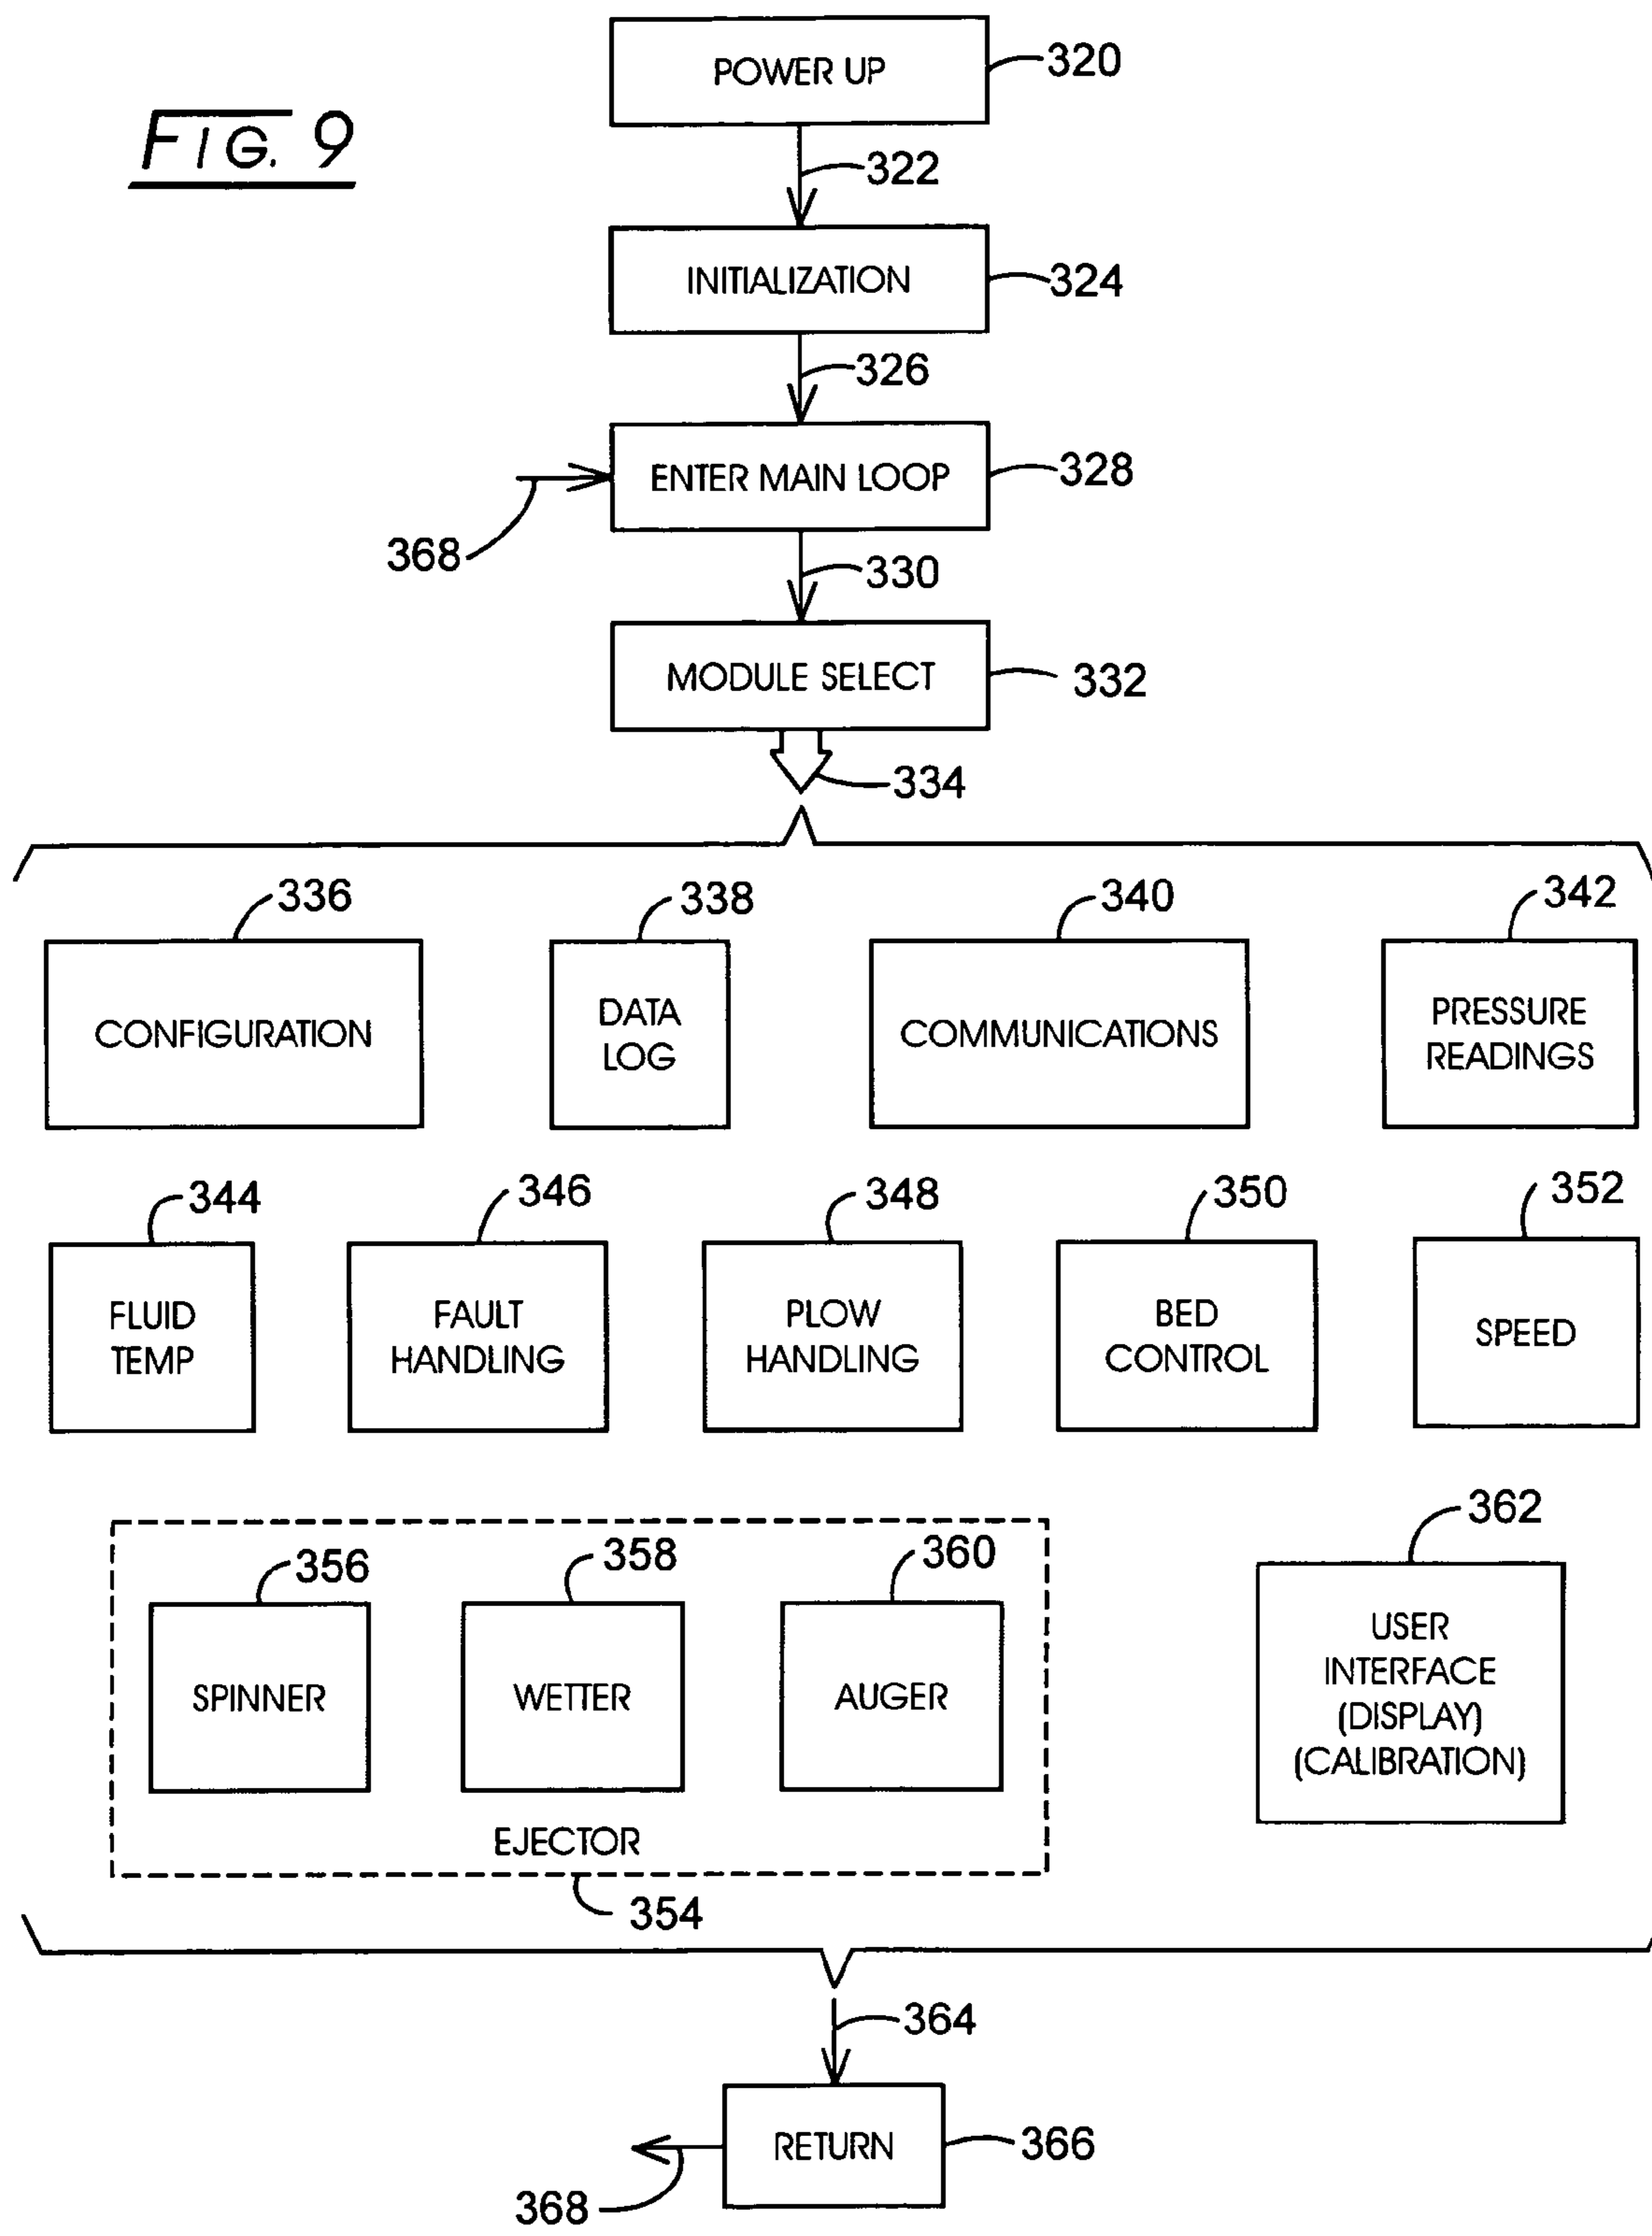 FIG. 9
POWER UP
320
322
INITIALIZATION
324
326
ENTER MAIN LOOP
328
368
330
MODULE SELECT
332
334
336
338
340
342
CONFIGURATION
DATA
LOG
COMMUNICATIONS
PRESSURE
READINGS
344
346
348
350
352
FLUID
TEMP
FAULT
HANDLING
PLOW
HANDLING
BED
CONTROL
SPEED
356
358
360
362
SPINNER
WETTER
AUGER
USER
INTERFACE
(DISPLAY)
(CALIBRATION)
EJECTOR
354
364
RETURN
366
368